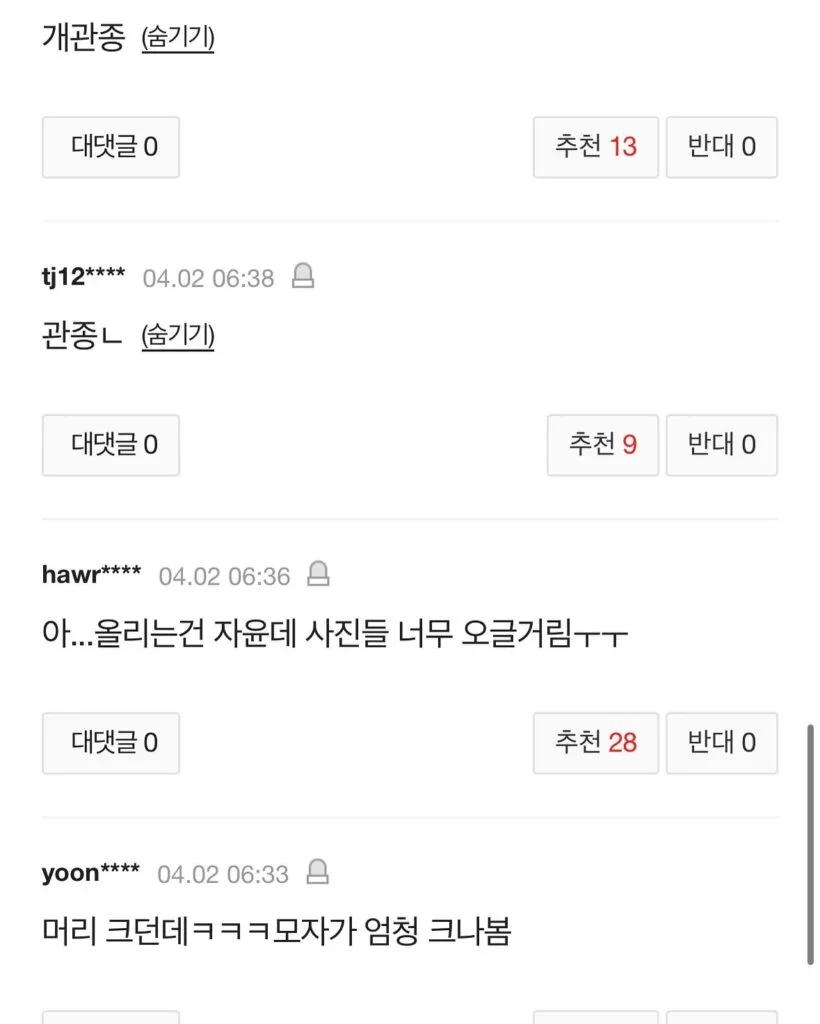 개관종 (숨기기)
대댓글 0 추천 13 반대 0
tj12**** 04.02 06:38
관종ㄴ (숨기기)
대댓글 0 추천 9 반대 0
hawr**** 04.02 06:36
아...올리는건 자윤데 사진들 너무 오글거림ㅜㅜ
대댓글 0 추천 28 반대 0
yoon**** 04.02 06:33
머리 크던데ㅋㅋㅋ모자가 엄청 크나봄